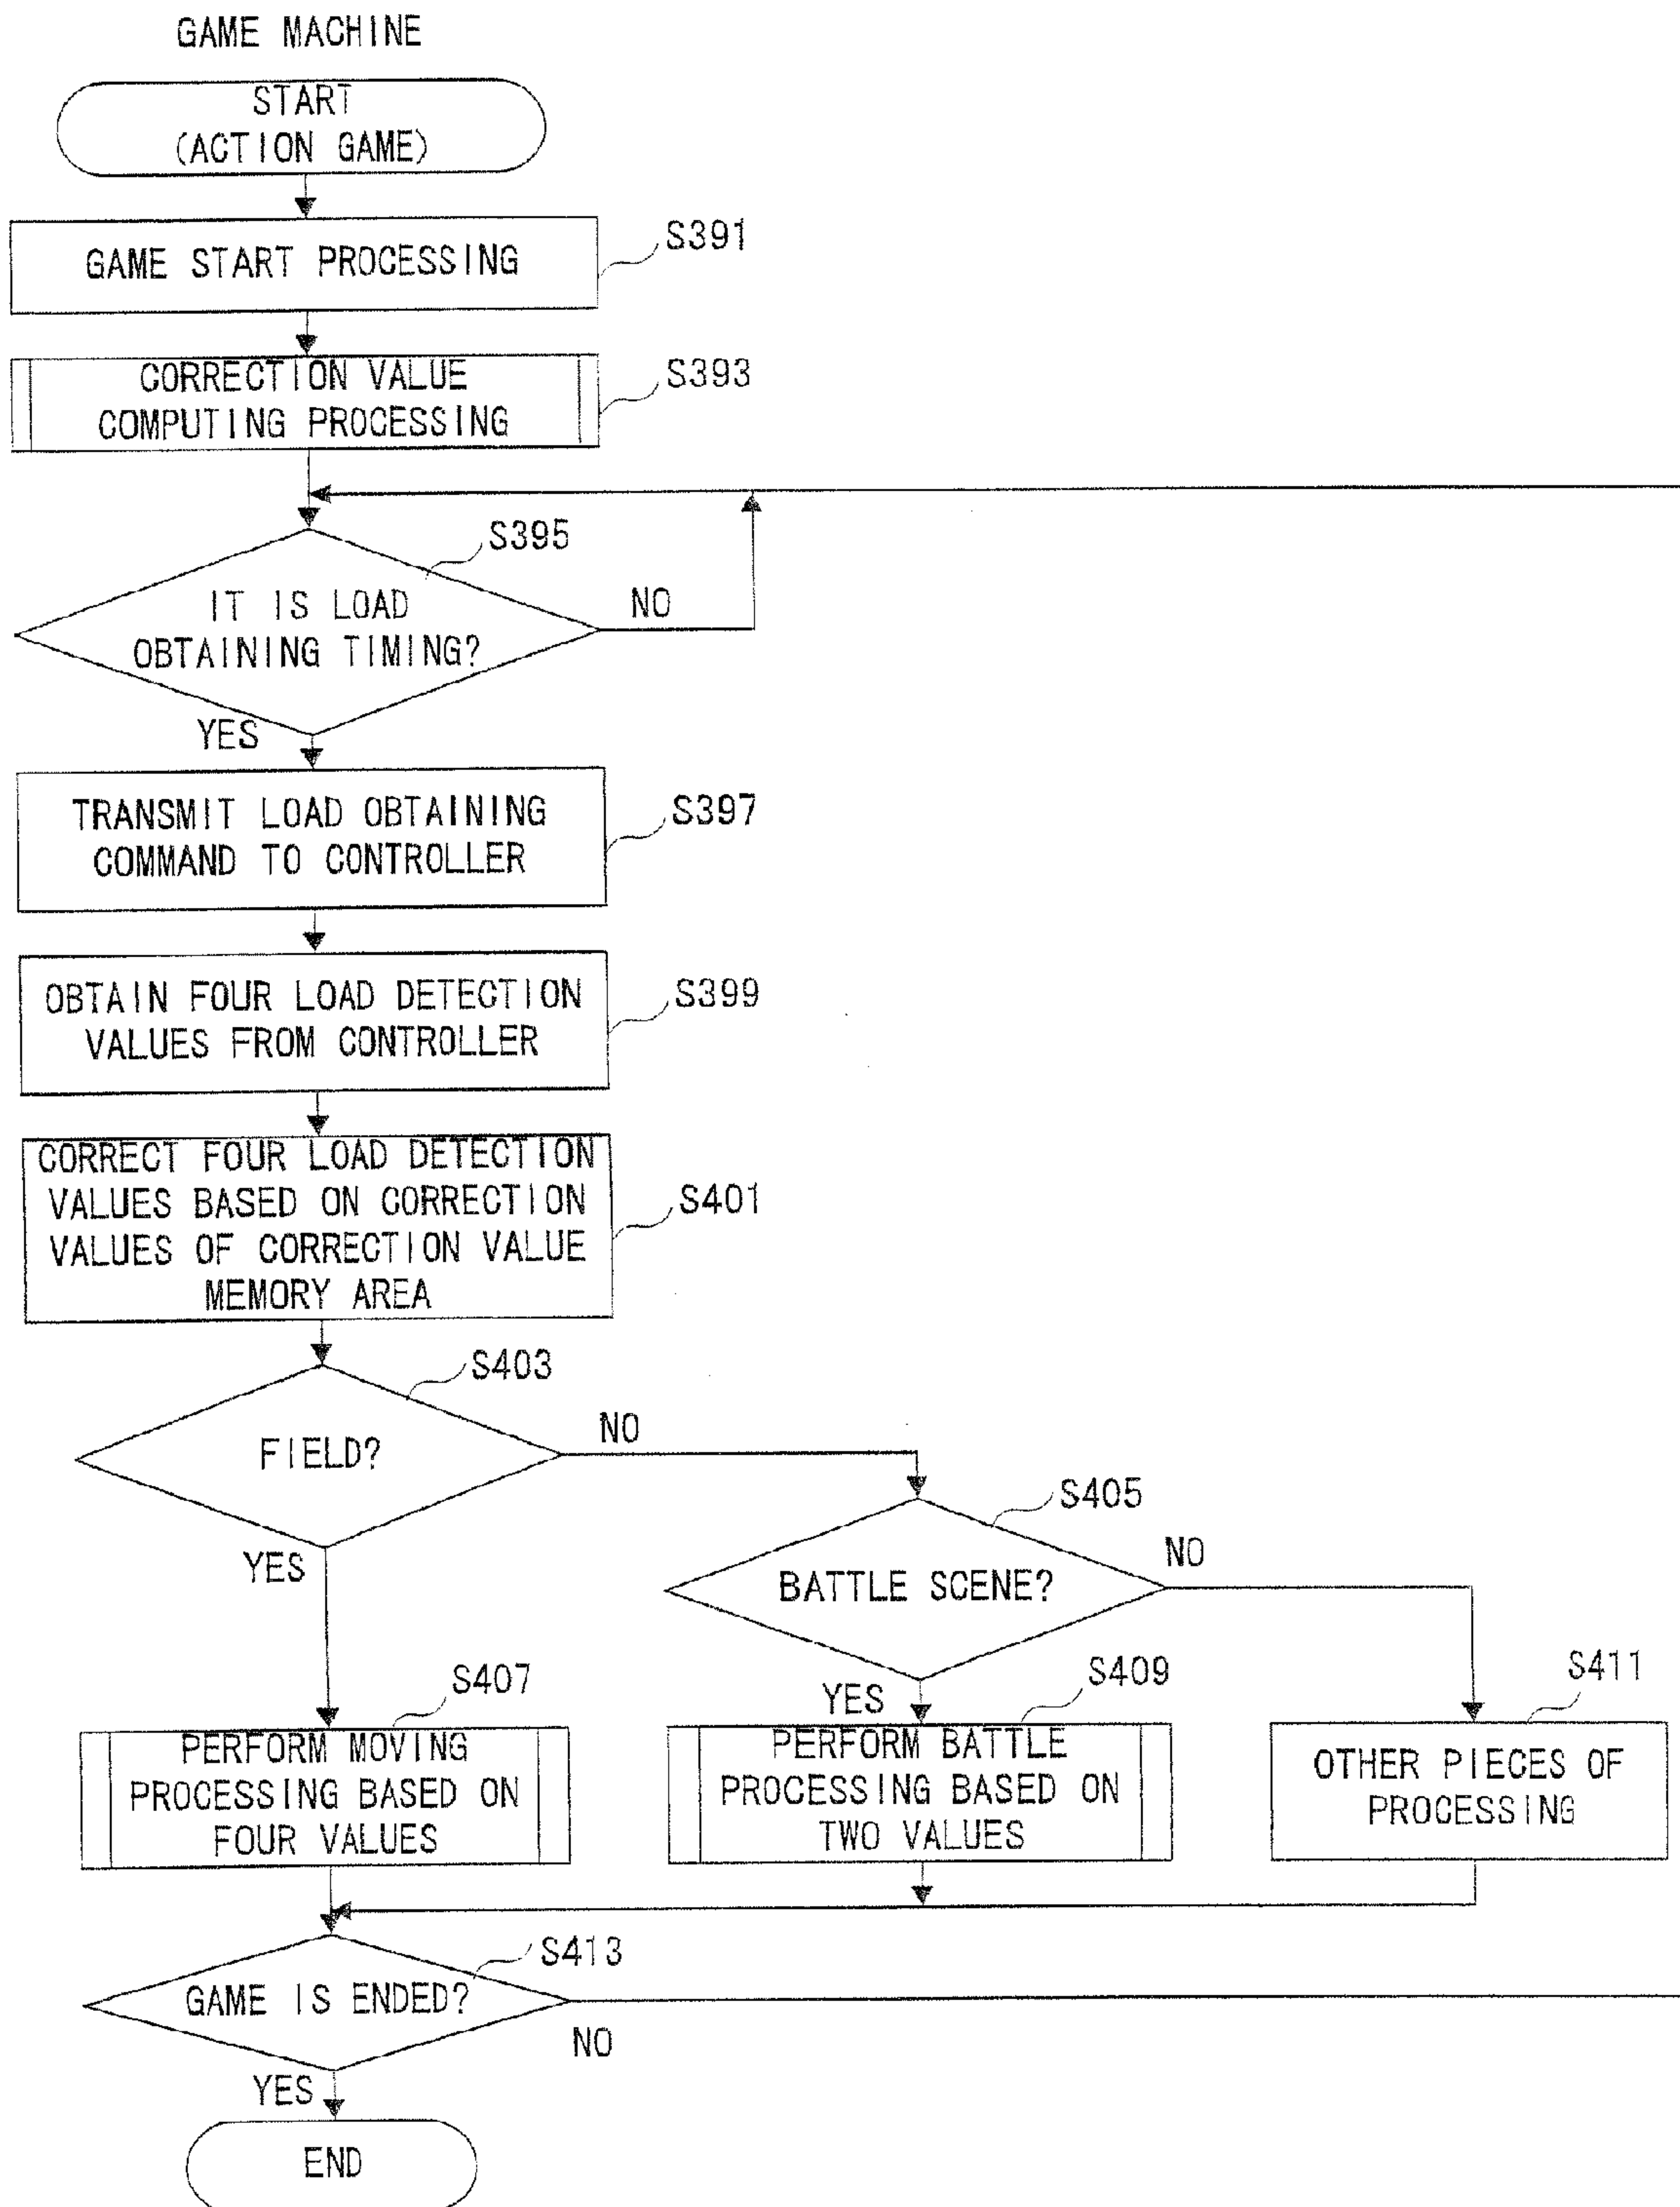 GAME MACHINE
START
(ACTION GAME)
GAME START PROCESSING
S391
CORRECTION VALUE
COMPUTING PROCESSING
S393
IT IS LOAD
OBTAINING TIMING?
S395
NO
YES
TRANSMIT LOAD OBTAINING
COMMAND TO CONTROLLER
S397
OBTAIN FOUR LOAD DETECTION
VALUES FROM CONTROLLER
S399
CORRECT FOUR LOAD DETECTION
VALUES BASED ON CORRECTION
VALUES OF CORRECTION VALUE
MEMORY AREA
S401
FIELD?
S403
NO
YES
BATTLE SCENE?
S405
NO
YES
PERFORM MOVING
PROCESSING BASED ON
FOUR VALUES
S407
PERFORM BATTLE
PROCESSING BASED ON
TWO VALUES
S409
OTHER PIECES OF
PROCESSING
S411
GAME IS ENDED?
S413
NO
YES
END